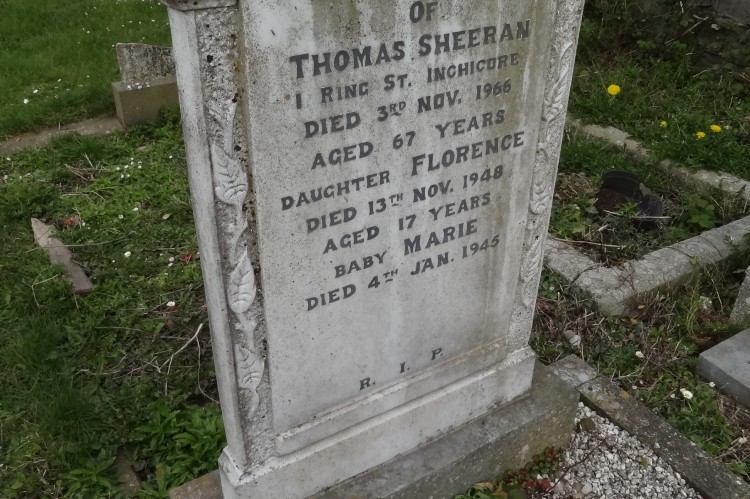 OF
THOMAS SHEERAN
1 RING ST. INCHICORE
DIED 3RD NOV. 1966
AGED 67 YEARS
DAUGHTER FLORENCE
DIED 13TH NOV. 1948
AGED 17 YEARS
BABY MARIE
DIED 4TH JAN. 1945
R. I. P.